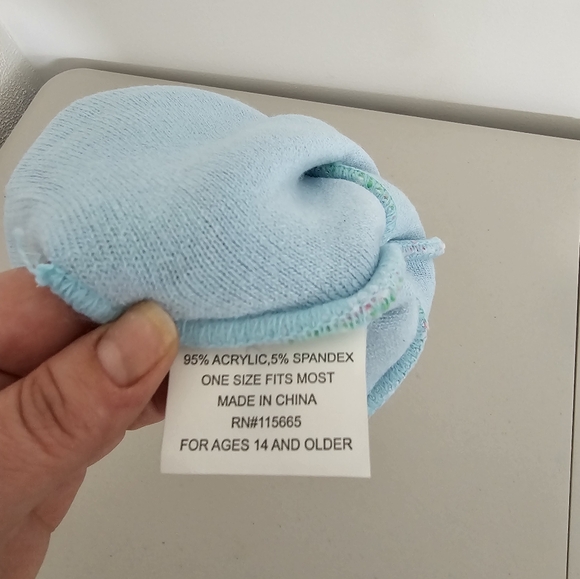 95% ACRYLIC,5% SPANDEX
ONE SIZE FITS MOST
MADE IN CHINA
RN#115665
FOR AGES 14 AND OLDER